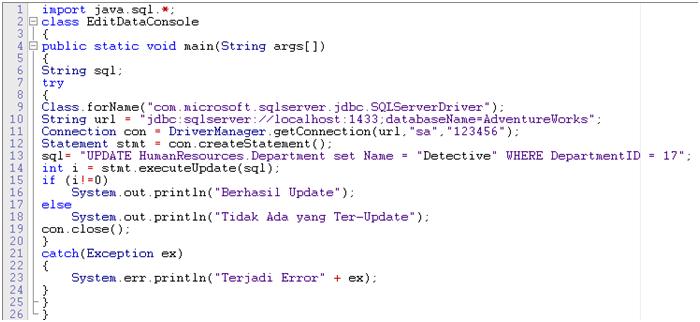 1 import java.sql.*;
2 class EditDataConsole
3 {
4 public static void main(String args[])
5 {
6 String sql;
7 try
8 {
9 Class.forName("com.microsoft.sqlserver.jdbc.SQLServerDriver");
10 String url = "jdbc:sqlserver://localhost:1433;databaseName=AdventureWorks";
11 Connection con = DriverManager.getConnection(url,"sa","123456");
12 Statement stmt = con.createStatement();
13 sql= "UPDATE HumanResources.Department set Name = "Detective" WHERE DepartmentID = 17";
14 int i = stmt.executeUpdate(sql);
15 if (i!=0)
16 System.out.println("Berhasil Update");
17 else
18 System.out.println("Tidak Ada yang Ter-Update");
19 con.close();
20 }
21 catch(Exception ex)
22 {
23 System.err.println("Terjadi Error" + ex);
24 }
25 }
26 }